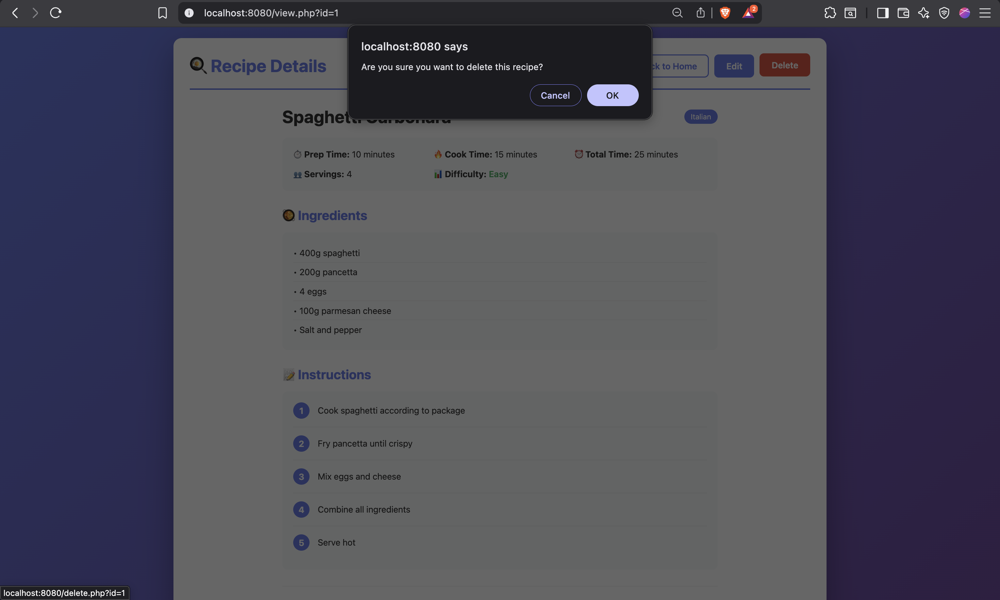 localhost:8080/view.php?id=1
2
localhost:8080 says
Are you sure you want to delete this recipe?
Cancel
OK
Recipe Details
ck to Home
Edit
Delete
Spaghetti Carbonara
Italian
Prep Time: 10 minutes
Cook Time: 15 minutes
Total Time: 25 minutes
Servings: 4
Difficulty: Easy
Ingredients
• 400g spaghetti
• 200g pancetta
• 4 eggs
• 100g parmesan cheese
• Salt and pepper
Instructions
1 Cook spaghetti according to package
2 Fry pancetta until crispy
3 Mix eggs and cheese
4 Combine all ingredients
5 Serve hot
localhost:8080/delete.php?id=1